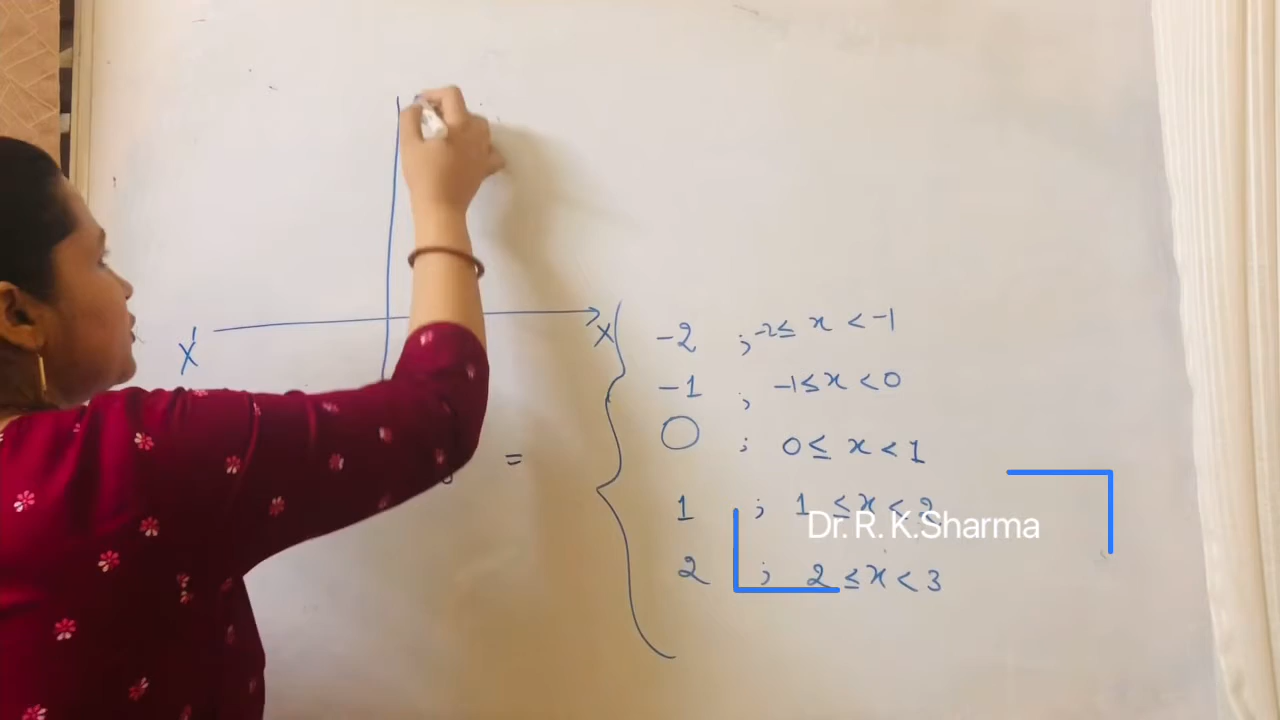 X'
X
-2 ; -2≤ x < -1
-1 ; -1≤x <0
0 ; 0≤ x<1
=
1 ; 1 ≤x< 2
Dr. R. K.Sharma
2 ; 2 ≤x<3